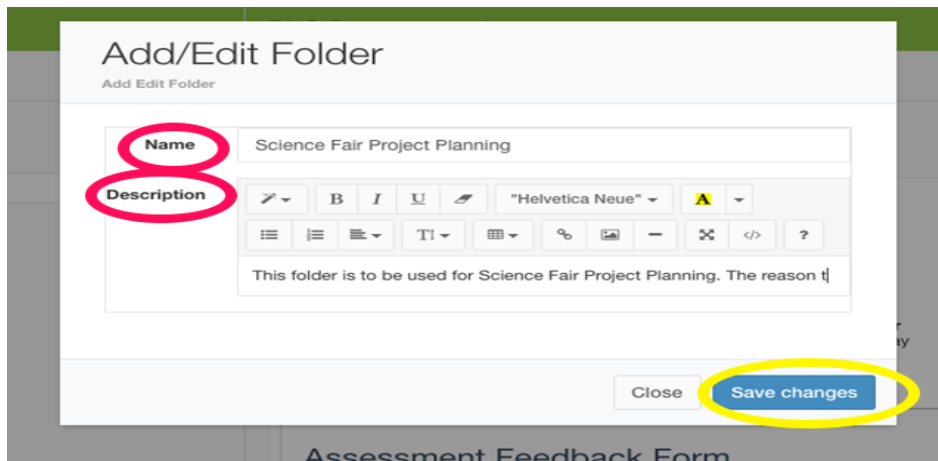 Add/Edit Folder
Add Edit Folder
Name Science Fair Project Planning
Description
B I U "Helvetica Neue" A
TI </> ?
This folder is to be used for Science Fair Project Planning. The reason t
Close Save changes
Assessment Feedback Form